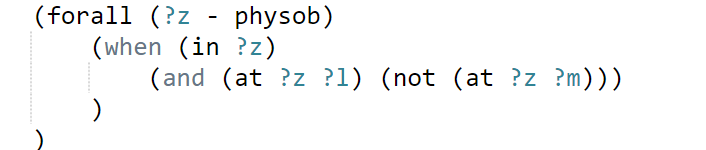 (forall (?z - physob)
    (when (in ?z)
        (and (at ?z ?l) (not (at ?z ?m)))
    )
)